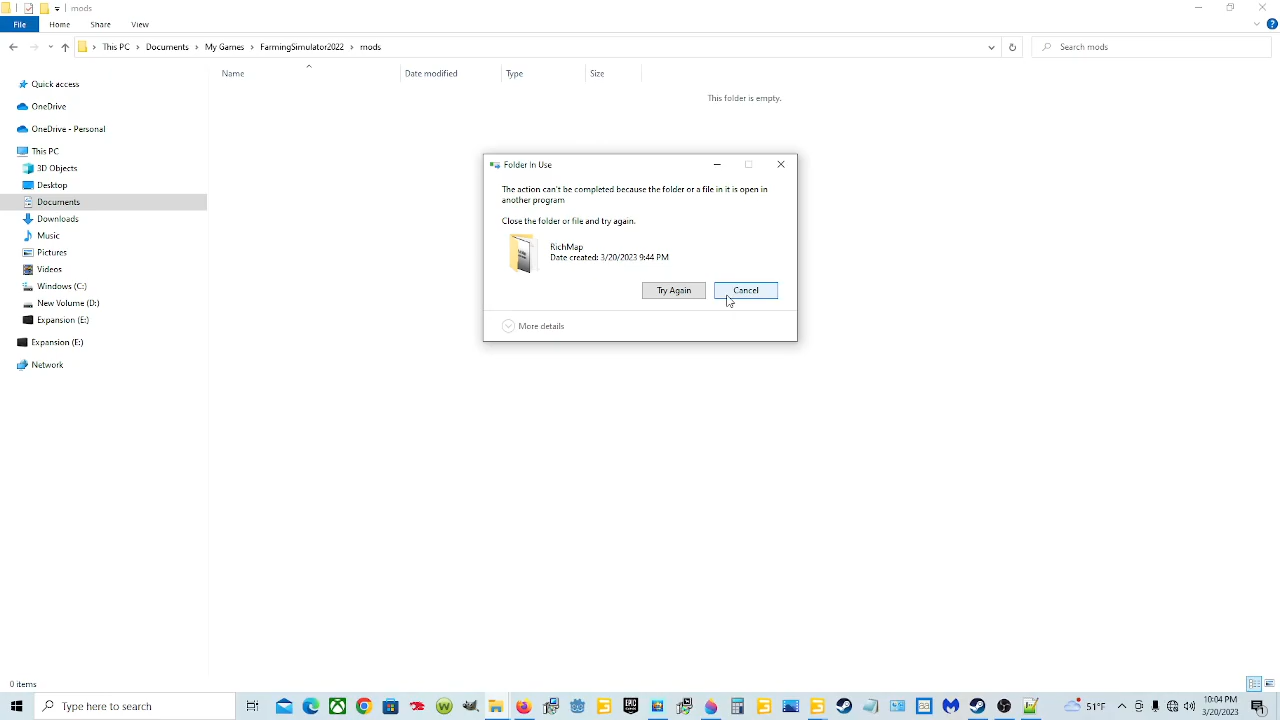 mods
File Home Share View
This PC Documents My Games FarmingSimulator2022 mods
Search mods
Name Date modified Type Size
This folder is empty.
Quick access
OneDrive
OneDrive - Personal
This PC
3D Objects
Desktop
Documents
Downloads
Music
Pictures
Videos
Windows (C:)
New Volume (D:)
Expansion (E:)
Expansion (E:)
Network
Folder In Use
The action can't be completed because the folder or a file in it is open in
another program
Close the folder or file and try again.
RichMap
Date created: 3/20/2023 9:44 PM
Try Again Cancel
More details
0 items
Type here to search
51°F
10:04 PM
3/20/2023